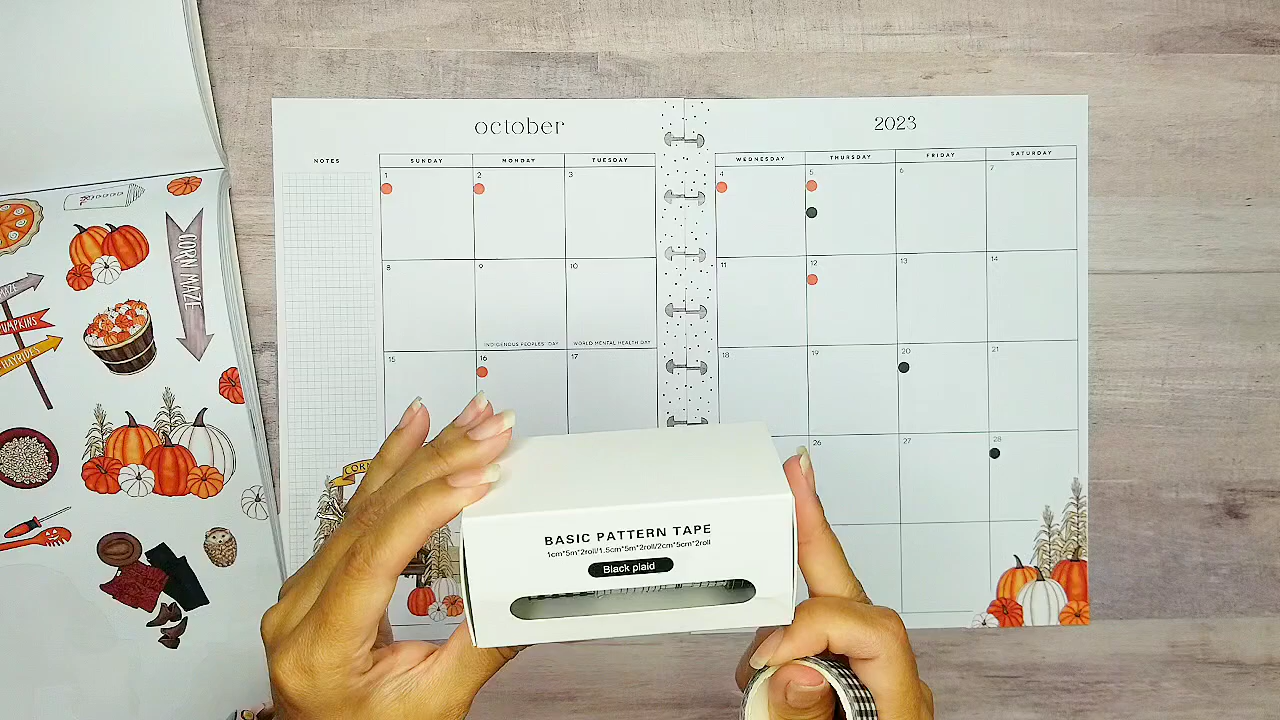 october
2023
NOTES
SUNDAY
MONDAY
TUESDAY
WEDNESDAY
THURSDAY
FRIDAY
SATURDAY
1
2
3
4
5
6
7
8
9
10
11
12
13
14
INDIGENOUS PEOPLES' DAY
WORLD MENTAL HEALTH DAY
15
16
17
18
19
20
21
26
27
28
CORN
CORN MAZE
MAZE
PUMPKINS
HAYRIDES
BASIC PATTERN TAPE
1cm*5m*2roll/1.5cm*5m*2roll/2cm*5cm*2roll
Black plaid